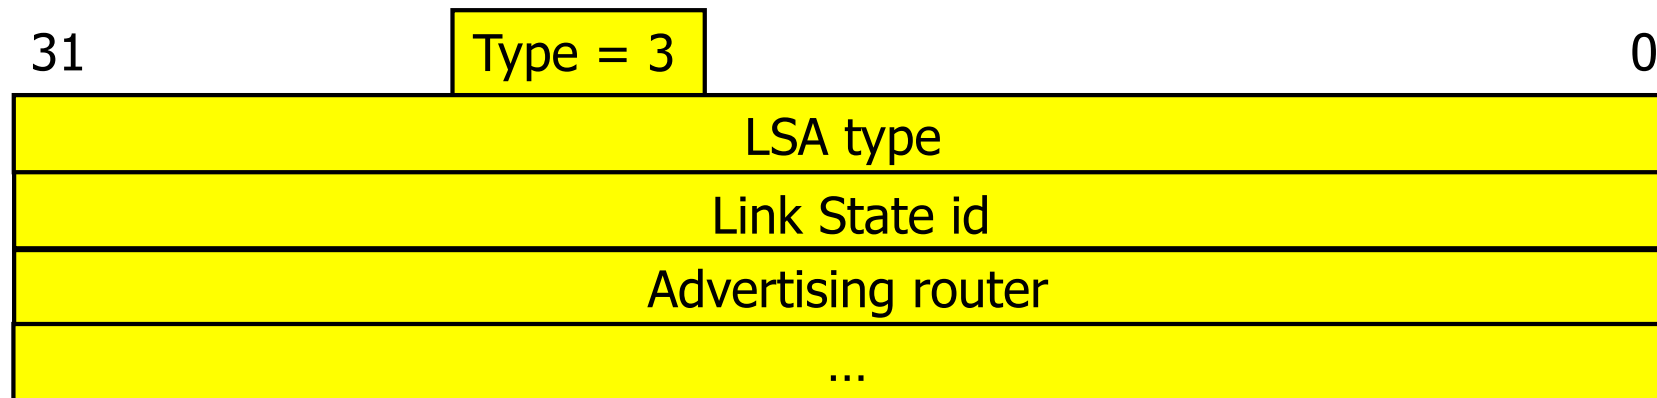 31 Type = 3 0
LSA type
Link State id
Advertising router
...